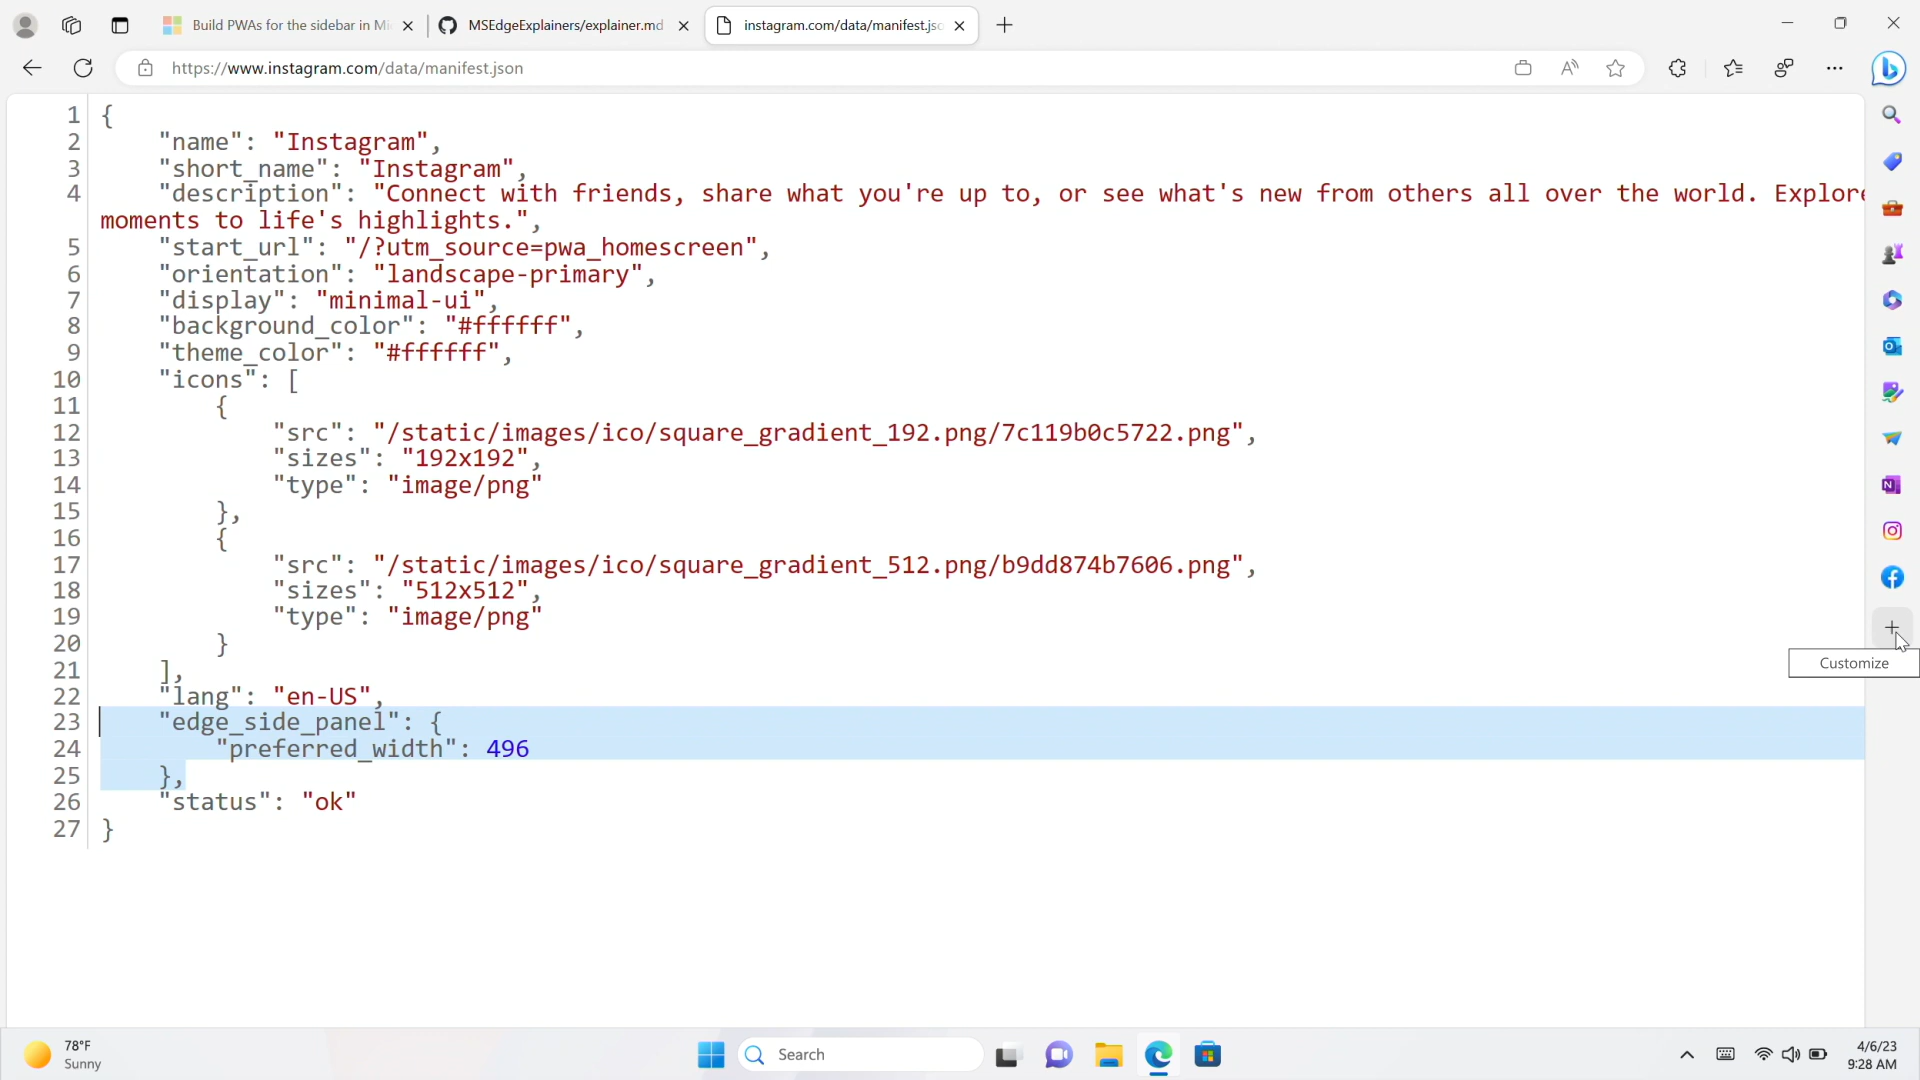 Build PWAs for the sidebar in Mi
MSEdgeExplainers/explainer.md
instagram.com/data/manifest.jsc
https://www.instagram.com/data/manifest.json
1 {
2 "name": "Instagram",
3 "short_name": "Instagram",
4 "description": "Connect with friends, share what you're up to, or see what's new from others all over the world. Explore
moments to life's highlights.",
5 "start_url": "/?utm_source=pwa_homescreen",
6 "orientation": "landscape-primary",
7 "display": "minimal-ui",
8 "background_color": "#ffffff",
9 "theme_color": "#ffffff",
10 "icons": [
11 {
12 "src": "/static/images/ico/square_gradient_192.png/7c119b0c5722.png",
13 "sizes": "192x192",
14 "type": "image/png"
15 },
16 {
17 "src": "/static/images/ico/square_gradient_512.png/b9dd874b7606.png",
18 "sizes": "512x512",
19 "type": "image/png"
20 }
21 ],
22 "lang": "en-US",
23 "edge_side_panel": {
24 "preferred_width": 496
25 },
26 "status": "ok"
27 }
Customize
78°F
Sunny
Search
4/6/23
9:28 AM